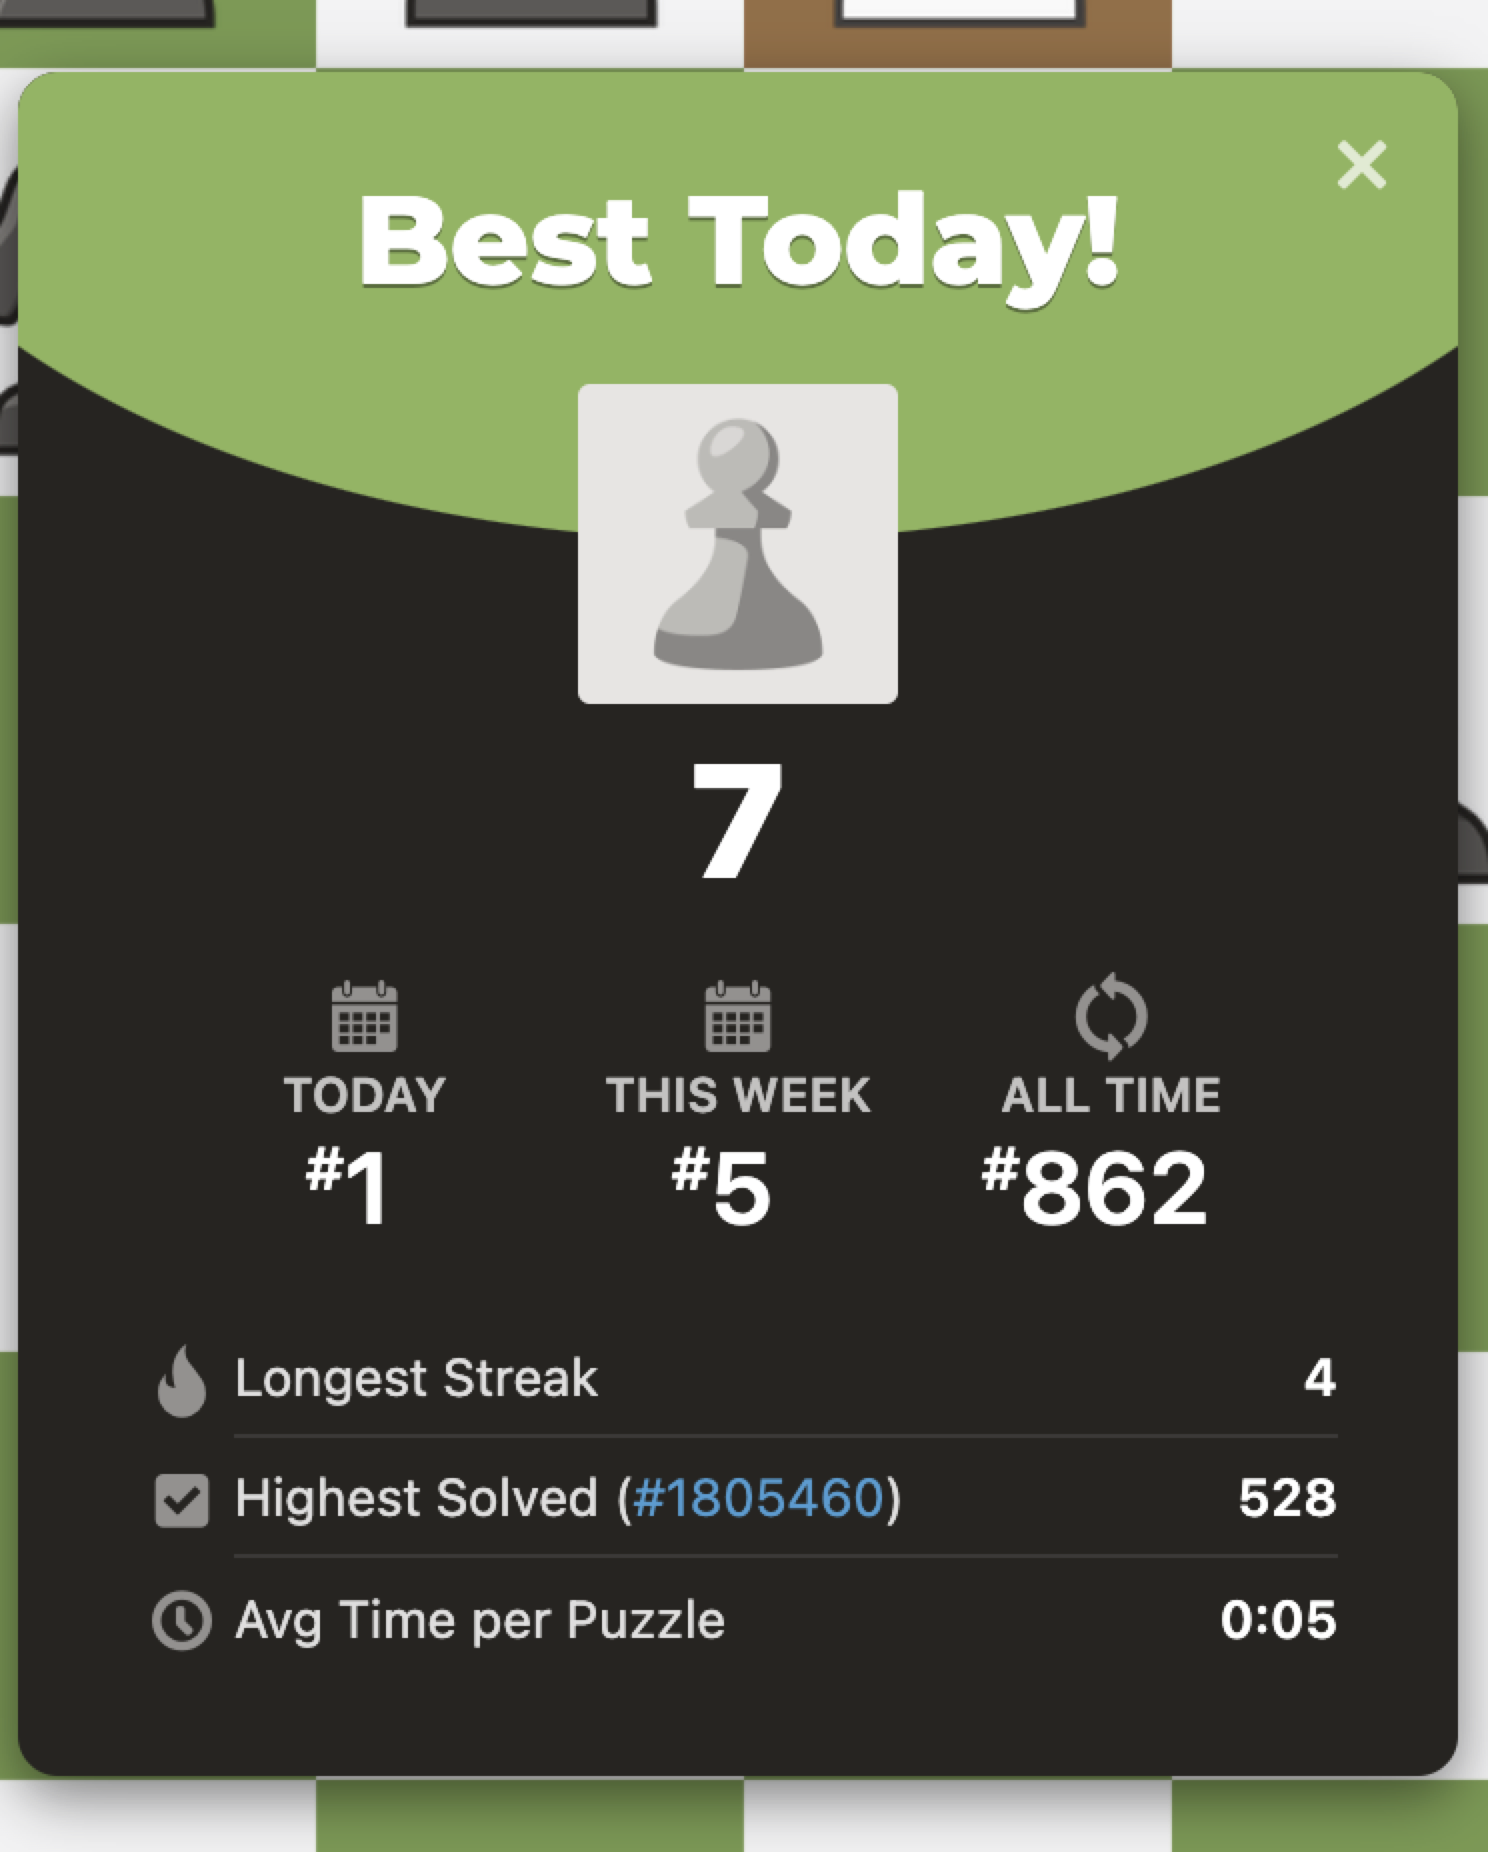 Best Today!
7
TODAY THIS WEEK ALL TIME
#1 #5 #862
Longest Streak 4
Highest Solved (#1805460) 528
Avg Time per Puzzle 0:05